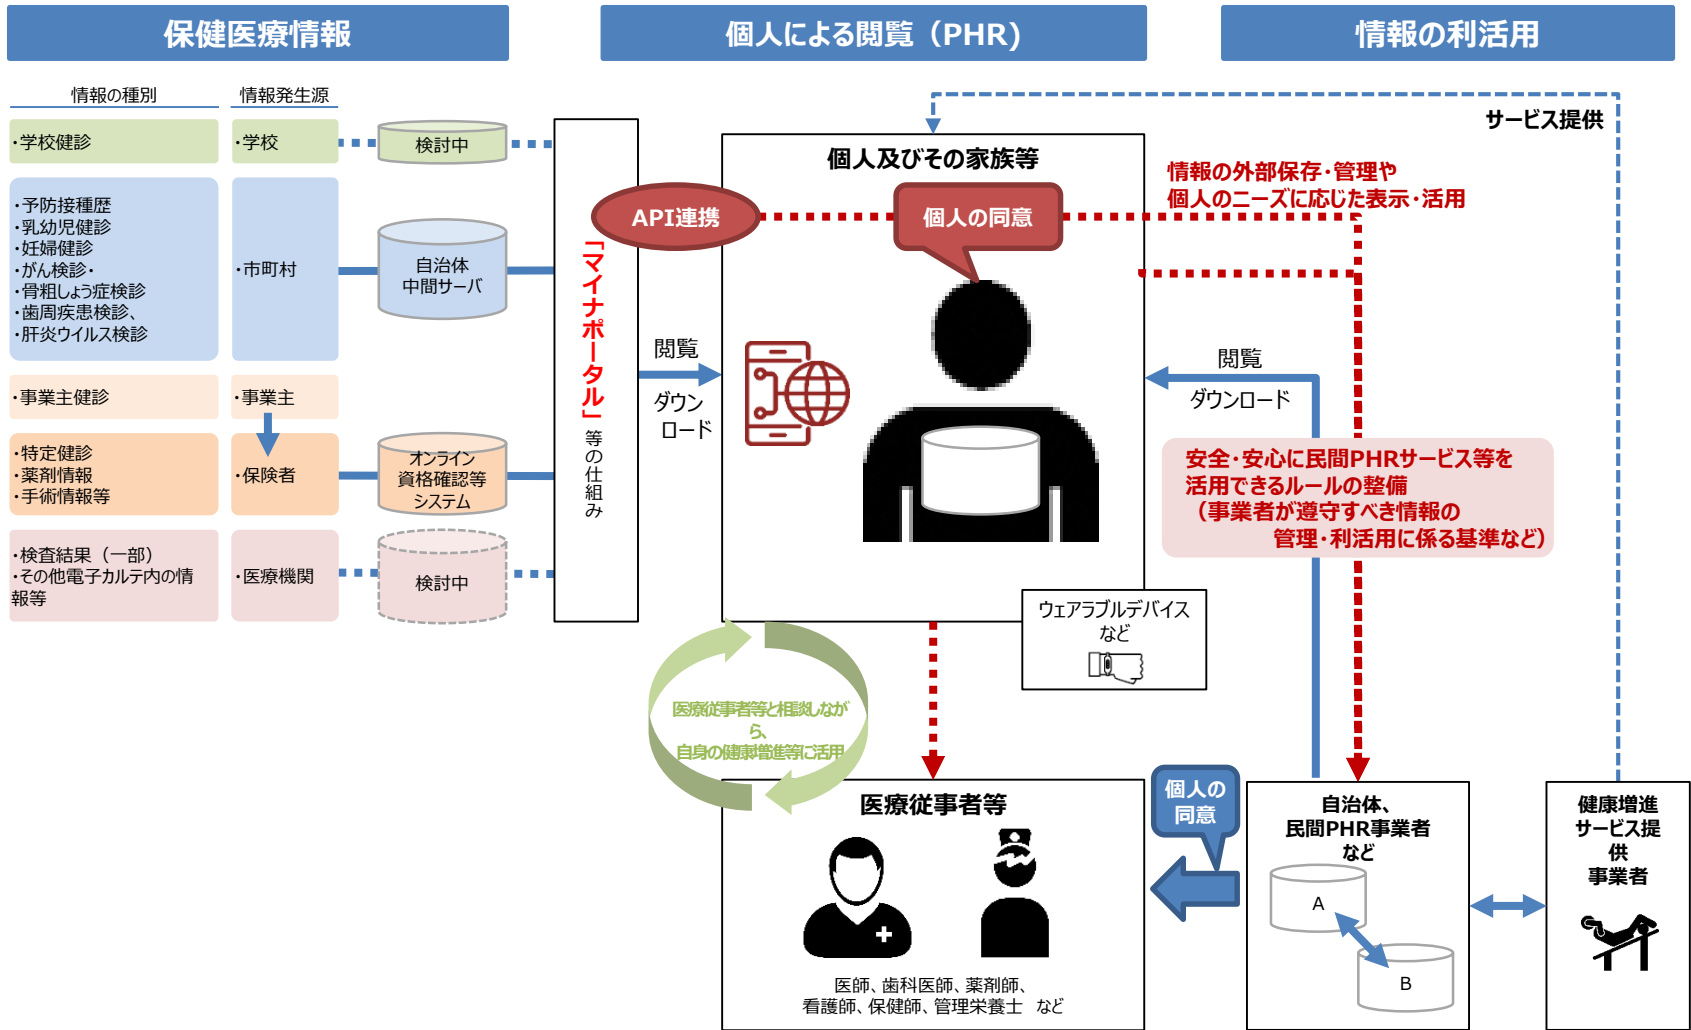 保健医療情報
個人による閲覧（PHR)
情報の利活用
情報の種別
情報発生源
・学校健診
・学校
検討中
・予防接種歴
・乳幼児健診
・妊婦健診
・がん検診・
・骨粗しょう症検診
・歯周疾患検診、
・肝炎ウイルス検診
・市町村
自治体
中間サーバ
・事業主健診
・事業主
・特定健診
・薬剤情報
・手術情報等
・保険者
オンライン
資格確認等
システム
・検査結果（一部）
・その他電子カルテ内の情
報等
・医療機関
検討中
「マイナポータル」等の仕組み
API連携
閲覧
ダウン
ロード
個人及びその家族等
個人の同意
サービス提供
情報の外部保存・管理や
個人のニーズに応じた表示・活用
閲覧
ダウンロード
安全・安心に民間PHRサービス等を
活用できるルールの整備
（事業者が遵守すべき情報の
管理・利活用に係る基準など）
ウェアラブルデバイス
など
医療従事者等と相談しなが
ら、
自身の健康増進等に活用
医療従事者等
医師、歯科医師、薬剤師、
看護師、保健師、管理栄養士 など
個人の
同意
自治体、
民間PHR事業者
など
A
B
健康増進
サービス提
供
事業者